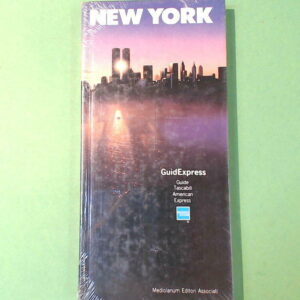 NEW YORK
GuidExpress
Guide
Tascabili
American
Express
Mediolanum Editori Associati